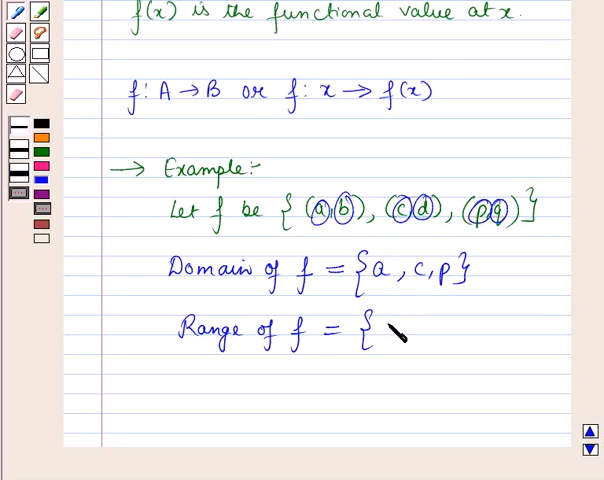 f(x) is the functional value at x.
f: A → B or f: x → f(x)
→ Example:-
Let f be { (a,b), (c,d), (p,q) }
Domain of f = {a, c, p}
Range of f = {